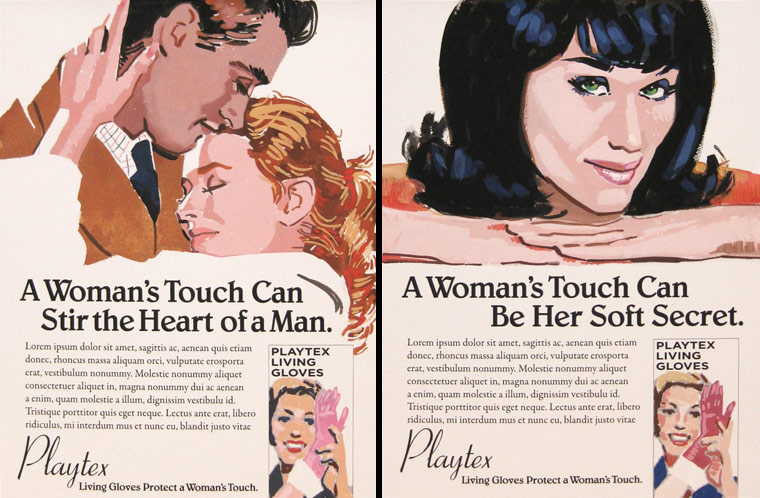 A Woman's Touch Can
Stir the Heart of a Man.
Lorem ipsum dolor sit amet, sagittis ac, aenean quis etiam
donec, rhoncus massa aliquam orci, vulputate erosporta
erat, vestibulum nonummy. Molestie nonummy aliquet
consectetuer aliquet in, magna nonummy dui ac aenean
a enim, quam molestie a illum, dignissim vestibulu id.
Tristique porttitor quis eget neque. Lectus ante erat, libero
ridiculus, mi interdum mus et nunc eu, blandit justo vitae
PLAYTEX
LIVING
GLOVES
Playtex
Living Gloves Protect a Woman's Touch.
A Woman's Touch Can
Be Her Soft Secret.
Lorem ipsum dolor sit amet, sagittis ac, aenean quis etiam
donec, rhoncus massa aliquam orci, vulputate erosporta
erat, vestibulum nonummy. Molestie nonummy aliquet
consectetuer aliquet in, magna nonummy dui ac aenean
a enim, quam molestie a illum, dignissim vestibulu id.
Tristique porttitor quis eget neque. Lectus ante erat, libero
ridiculus, mi interdum mus et nunc eu, blandit justo vitae
PLAYTEX
LIVING
GLOVES
Playtex
Living Gloves Protect a Woman's Touch.